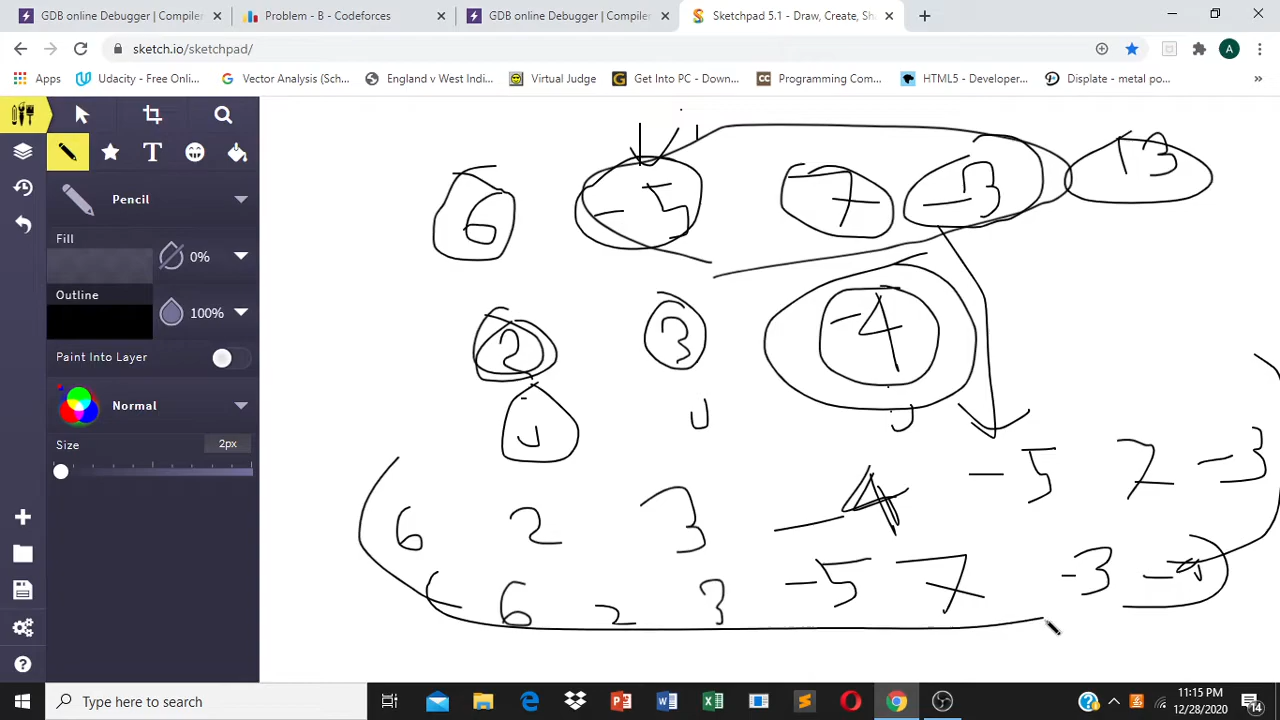 GDB online Debugger | Compiler
Problem - B - Codeforces
GDB online Debugger | Compiler
Sketchpad 5.1 - Draw, Create, Sh
sketch.io/sketchpad/
A
Apps
Udacity - Free Onli...
Vector Analysis (Sch...
England v West Indi...
Virtual Judge
Get Into PC - Down...
Programming Com...
HTML5 - Developer...
Displate - metal po...
»
Pencil
Fill
0%
Outline
100%
Paint Into Layer
Normal
Size
2px
6 -5 7 -3 13
2 3 -4
j j j
6 2 3 -4 -5 7 -3
6 2 3 -5 7 -3 -4
Type here to search
11:15 PM
12/28/2020
14